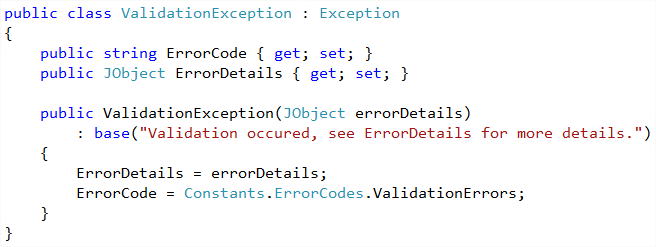 public class ValidationException : Exception
{
    public string ErrorCode { get; set; }
    public JObject ErrorDetails { get; set; }

    public ValidationException(JObject errorDetails)
        : base("Validation occured, see ErrorDetails for more details.")
    {
        ErrorDetails = errorDetails;
        ErrorCode = Constants.ErrorCodes.ValidationErrors;
    }
}